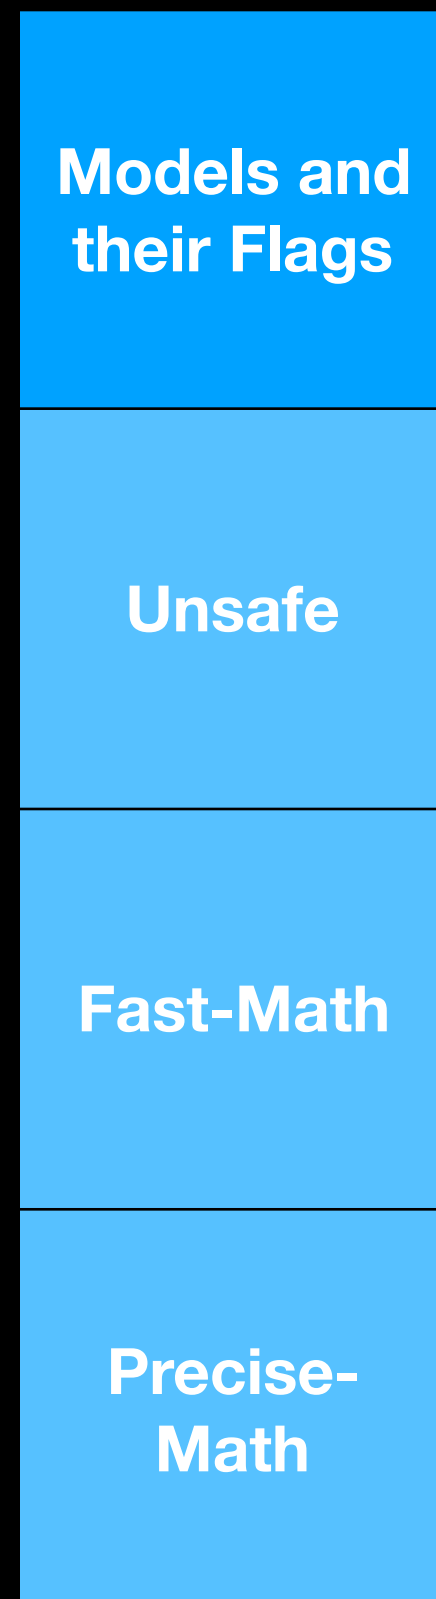 Models and
their Flags
Unsafe
Fast-Math
Precise-
Math